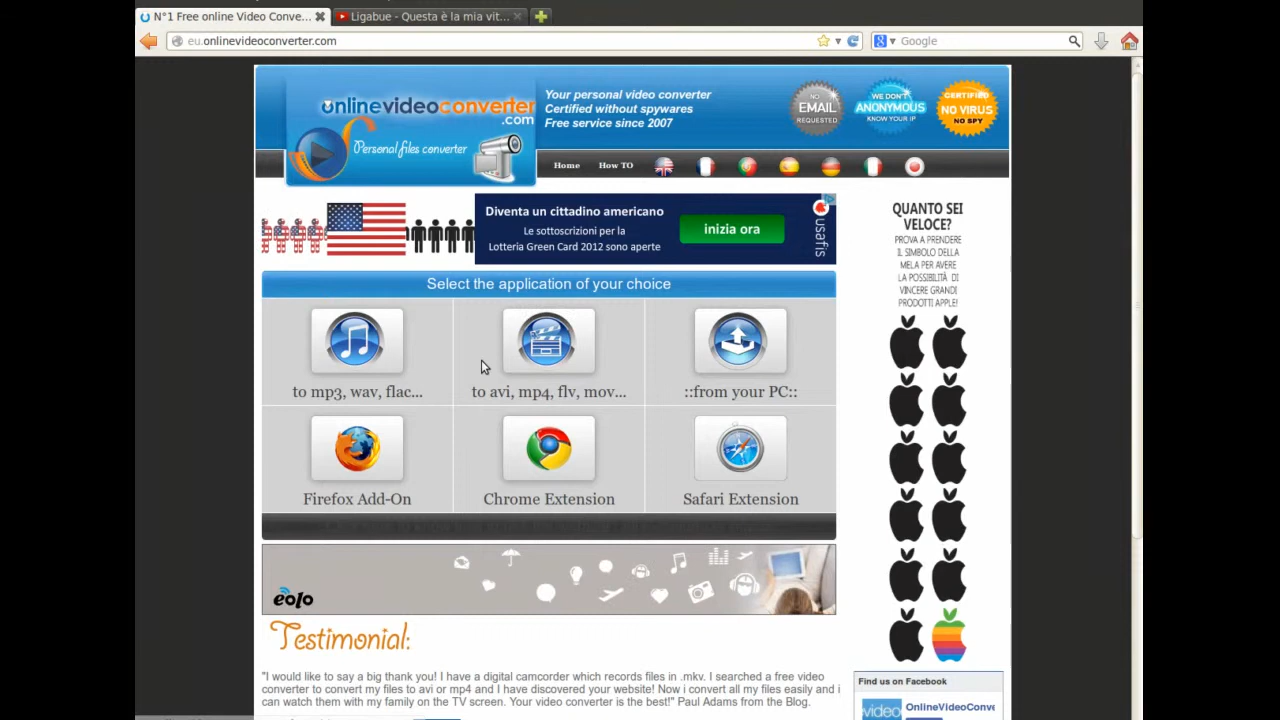 N°1 Free online Video Conve...
Ligabue - Questa è la mia vit...
eu.onlinevideoconverter.com
Google
onlinevideoconverter
.com
Personal files converter
Your personal video converter
Certified without spywares
Free service since 2007
NO
EMAIL
REQUESTED
WE DON'T
ANONYMOUS
KNOW YOUR IP
CERTIFIED
NO VIRUS
NO SPY
Home
How TO
Diventa un cittadino americano
Le sottoscrizioni per la
Lotteria Green Card 2012 sono aperte
inizia ora
usafis
QUANTO SEI
VELOCE?
PROVA A PRENDERE
IL SIMBOLO DELLA
MELA PER AVERE
LA POSSIBILITÀ DI
VINCERE GRANDI
PRODOTTI APPLE!
Select the application of your choice
to mp3, wav, flac...
to avi, mp4, flv, mov...
::from your PC::
Firefox Add-On
Chrome Extension
Safari Extension
eolo
Testimonial:
"I would like to say a big thank you! I have a digital camcorder which records files in .mkv. I searched a free video
converter to convert my files to avi or mp4 and I have discovered your website! Now i convert all my files easily and i
can watch them with my family on the TV screen. Your video converter is the best!" Paul Adams from the Blog.
Find us on Facebook
video
OnlineVideoConve